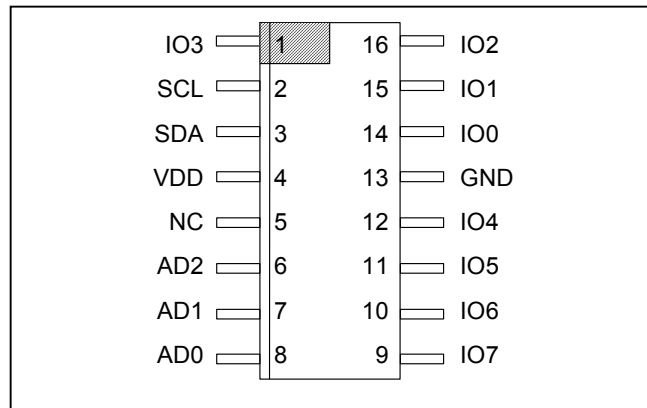 IO3 1 16 IO2
SCL 2 15 IO1
SDA 3 14 IO0
VDD 4 13 GND
NC 5 12 IO4
AD2 6 11 IO5
AD1 7 10 IO6
AD0 8 9 IO7